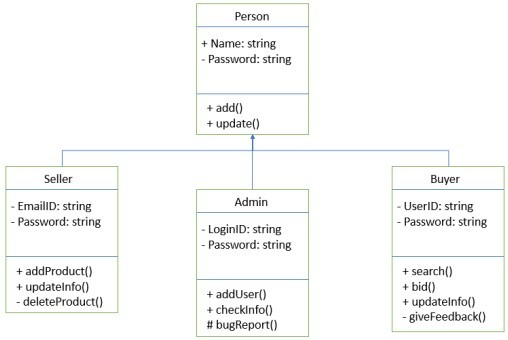 Person
+ Name: string
- Password: string
+ add()
+ update()
Seller
- EmailID: string
- Password: string
+ addProduct()
+ updateInfo()
- deleteProduct()
Admin
- LoginID: string
- Password: string
+ addUser()
+ checkInfo()
# bugReport()
Buyer
- UserID: string
- Password: string
+ search()
+ bid()
+ updateInfo()
- giveFeedback()